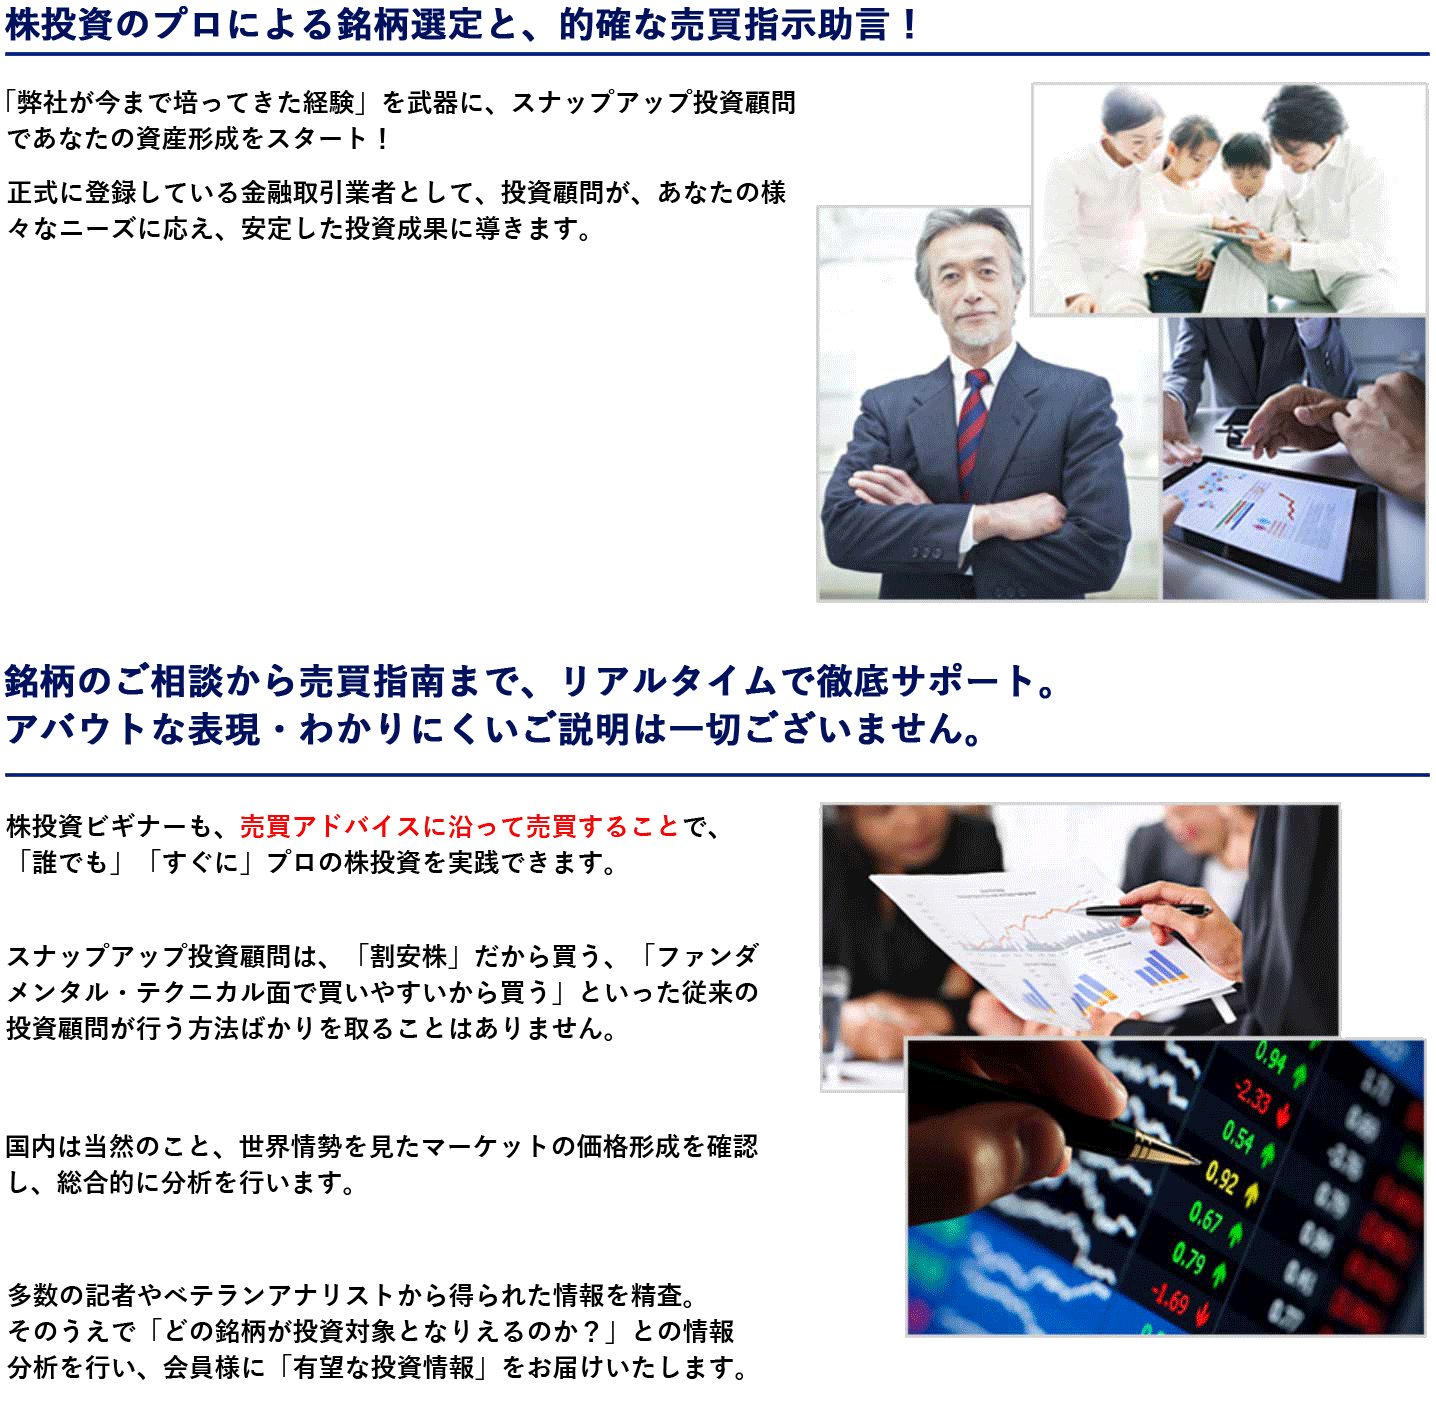 株投資のプロによる銘柄選定と、的確な売買指示助言！
「弊社が今まで培ってきた経験」を武器に、スナップアップ投資顧問
であなたの資産形成をスタート！
正式に登録している金融取引業者として、投資顧問が、あなたの様
々なニーズに応え、安定した投資成果に導きます。
銘柄のご相談から売買指南まで、リアルタイムで徹底サポート。
アバウトな表現・わかりにくいご説明は一切ございません。
株投資ビギナーも、売買アドバイスに沿って売買することで、
「誰でも」「すぐに」プロの株投資を実践できます。
スナップアップ投資顧問は、「割安株」だから買う、「ファンダ
メンタル・テクニカル面で買いやすいから買う」といった従来の
投資顧問が行う方法ばかりを取ることはありません。
国内は当然のこと、世界情勢を見たマーケットの価格形成を確認
し、総合的に分析を行います。
多数の記者やベテランアナリストから得られた情報を精査。
そのうえで「どの銘柄が投資対象となりえるのか？」との情報
分析を行い、会員様に「有望な投資情報」をお届けいたします。
0.94
-2.33
0.54
0.92
0.67
0.79
-1.69